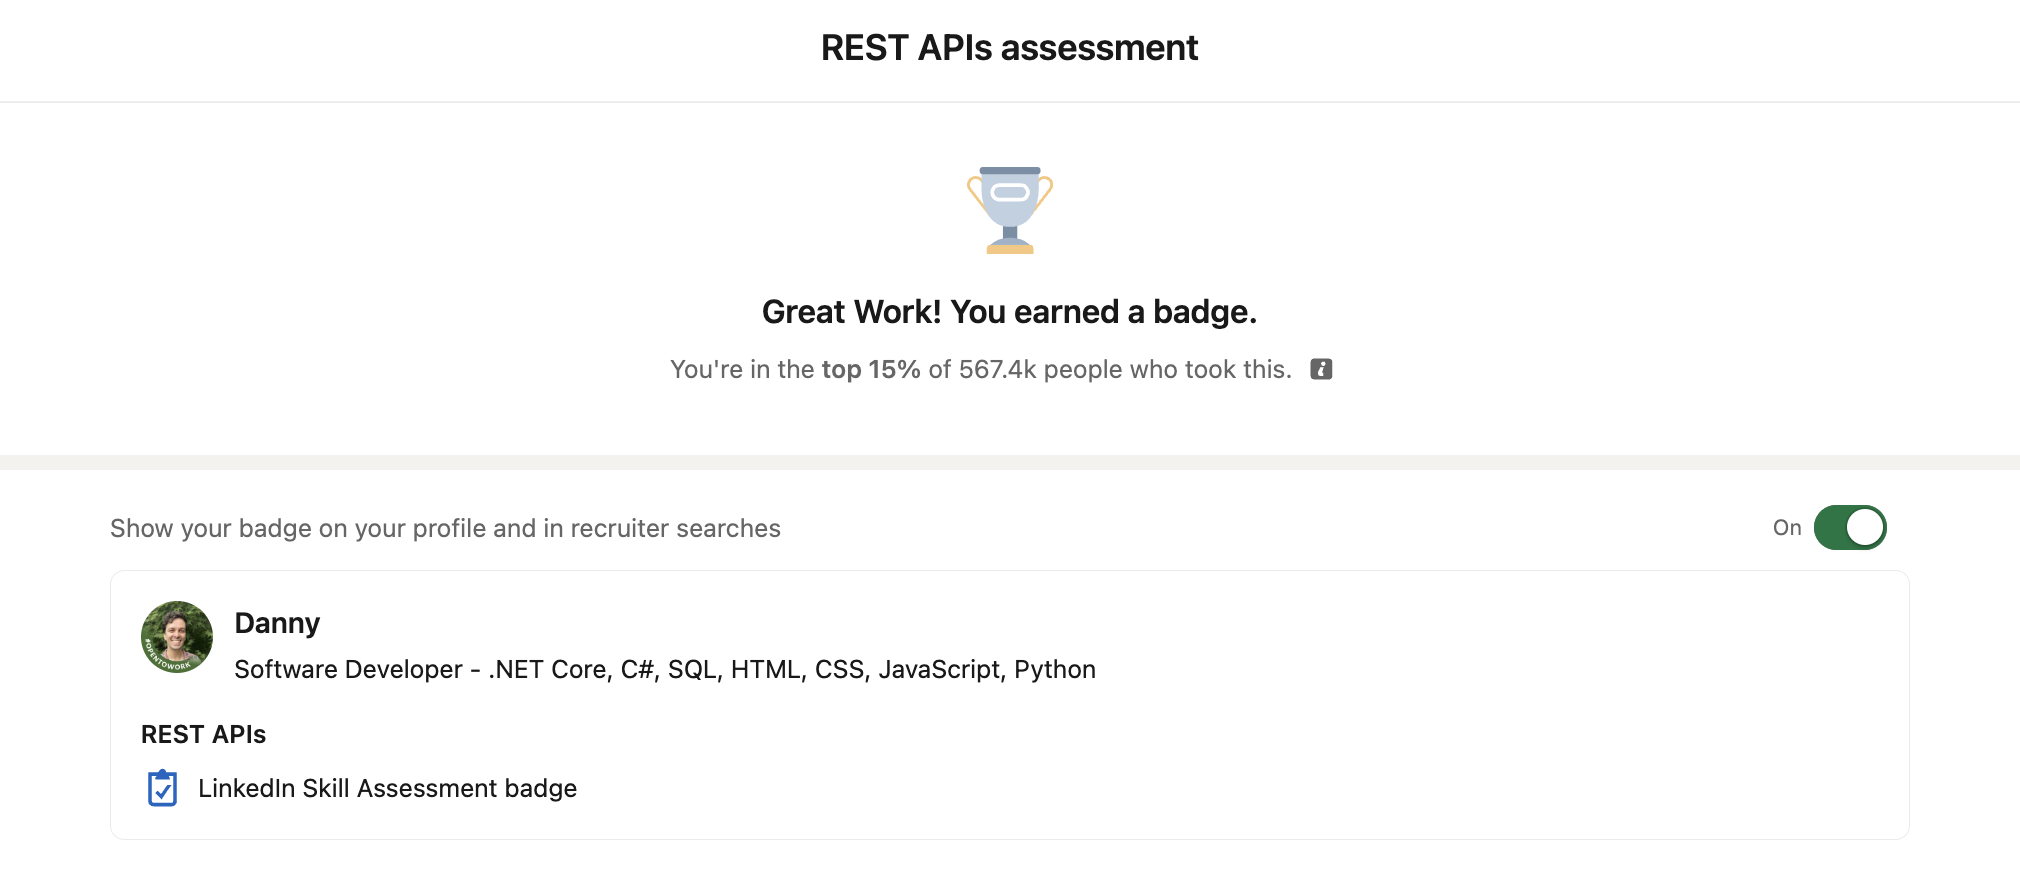 REST APIs assessment
Great Work! You earned a badge.
You're in the top 15% of 567.4k people who took this.
Show your badge on your profile and in recruiter searches
On
Danny
#OPENTOWORK
Software Developer - .NET Core, C#, SQL, HTML, CSS, JavaScript, Python
REST APIs
LinkedIn Skill Assessment badge